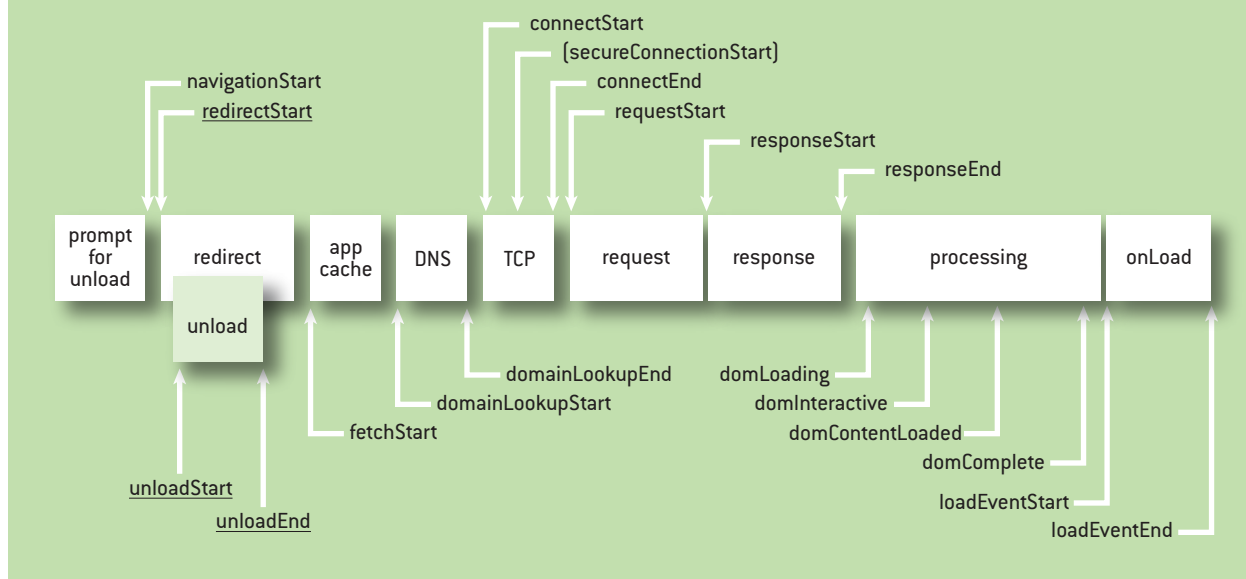 connectStart
(secureConnectionStart)
navigationStart
connectEnd
redirectStart
requestStart
responseStart
responseEnd
prompt
for
unload
redirect
app
cache
DNS
TCP
request
response
processing
onLoad
unload
domainLookupEnd
domLoading
domainLookupStart
domInteractive
fetchStart
domContentLoaded
domComplete
unloadStart
loadEventStart
unloadEnd
loadEventEnd